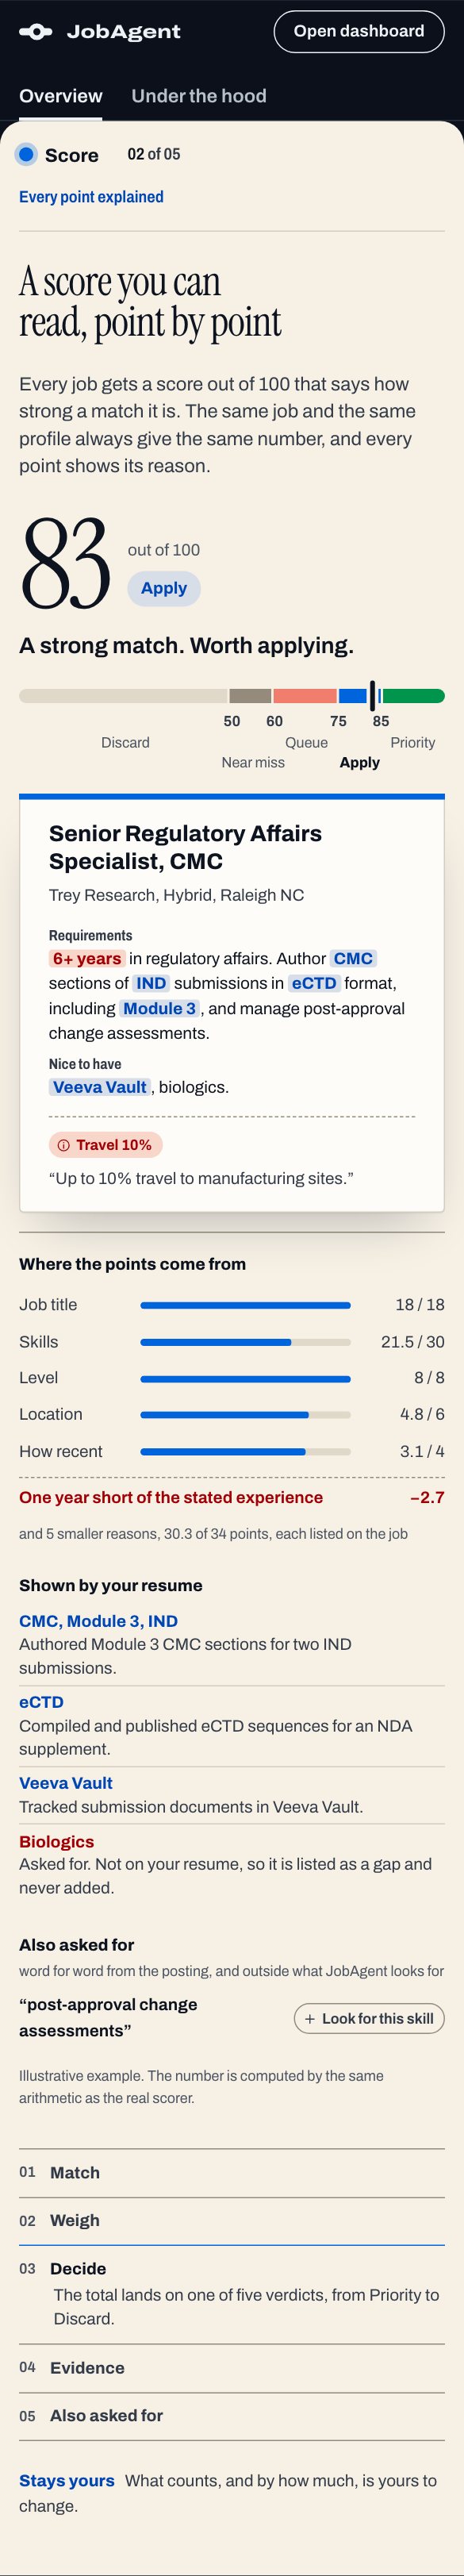 JobAgent
Open dashboard
Overview
Under the hood
Score
02 of 05
Every point explained
A score you can
read, point by point
Every job gets a score out of 100 that says how
strong a match it is. The same job and the same
profile always give the same number, and every
point shows its reason.
83
out of 100
Apply
A strong match. Worth applying.
50 60 75 85
Discard
Queue
Priority
Near miss
Apply
Senior Regulatory Affairs
Specialist, CMC
Trey Research, Hybrid, Raleigh NC
Requirements
6+ years in regulatory affairs. Author CMC
sections of IND submissions in eCTD format,
including Module 3, and manage post-approval
change assessments.
Nice to have
Veeva Vault, biologics.
Travel 10%
“Up to 10% travel to manufacturing sites.”
Where the points come from
Job title 18 / 18
Skills 21.5 / 30
Level 8 / 8
Location 4.8 / 6
How recent 3.1 / 4
One year short of the stated experience −2.7
and 5 smaller reasons, 30.3 of 34 points, each listed on the job
Shown by your resume
CMC, Module 3, IND
Authored Module 3 CMC sections for two IND
submissions.
eCTD
Compiled and published eCTD sequences for an NDA
supplement.
Veeva Vault
Tracked submission documents in Veeva Vault.
Biologics
Asked for. Not on your resume, so it is listed as a gap and
never added.
Also asked for
word for word from the posting, and outside what JobAgent looks for
“post-approval change
assessments”
+ Look for this skill
Illustrative example. The number is computed by the same
arithmetic as the real scorer.
01 Match
02 Weigh
03 Decide
The total lands on one of five verdicts, from Priority to
Discard.
04 Evidence
05 Also asked for
Stays yours What counts, and by how much, is yours to
change.